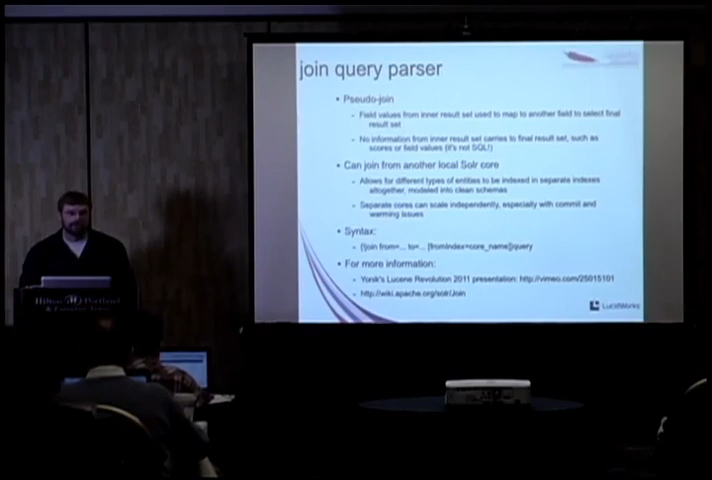 join query parser
• Pseudo-join
– Field values from inner result set used to map to another field to select final
result set
– No information from inner result set carries to final result set, such as
scores or field values (it's not SQL!)
• Can join from another local Solr core
– Allows for different types of entities to be indexed in separate indexes
altogether, modeled into clean schemas
– Separate cores can scale independently, especially with commit and
warming issues
• Syntax:
– {!join from=... to=... [fromIndex=core_name]}query
• For more information:
– Yonik's Lucene Revolution 2011 presentation: http://vimeo.com/25015101
– http://wiki.apache.org/solr/Join
LucidWorks
Hilton Portland
& Executive Tower